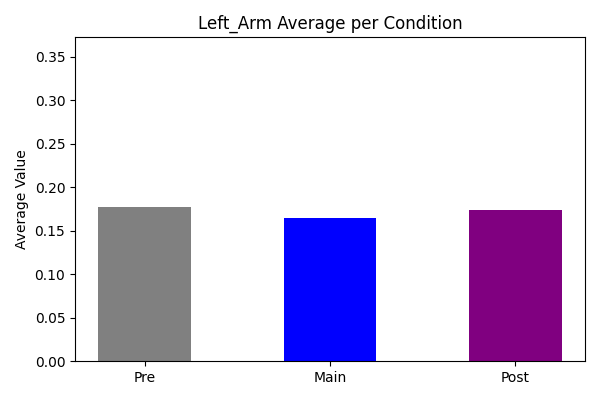 Left_Arm Average per Condition
Average Value
0.35
0.30
0.25
0.20
0.15
0.10
0.05
0.00
Pre
Main
Post